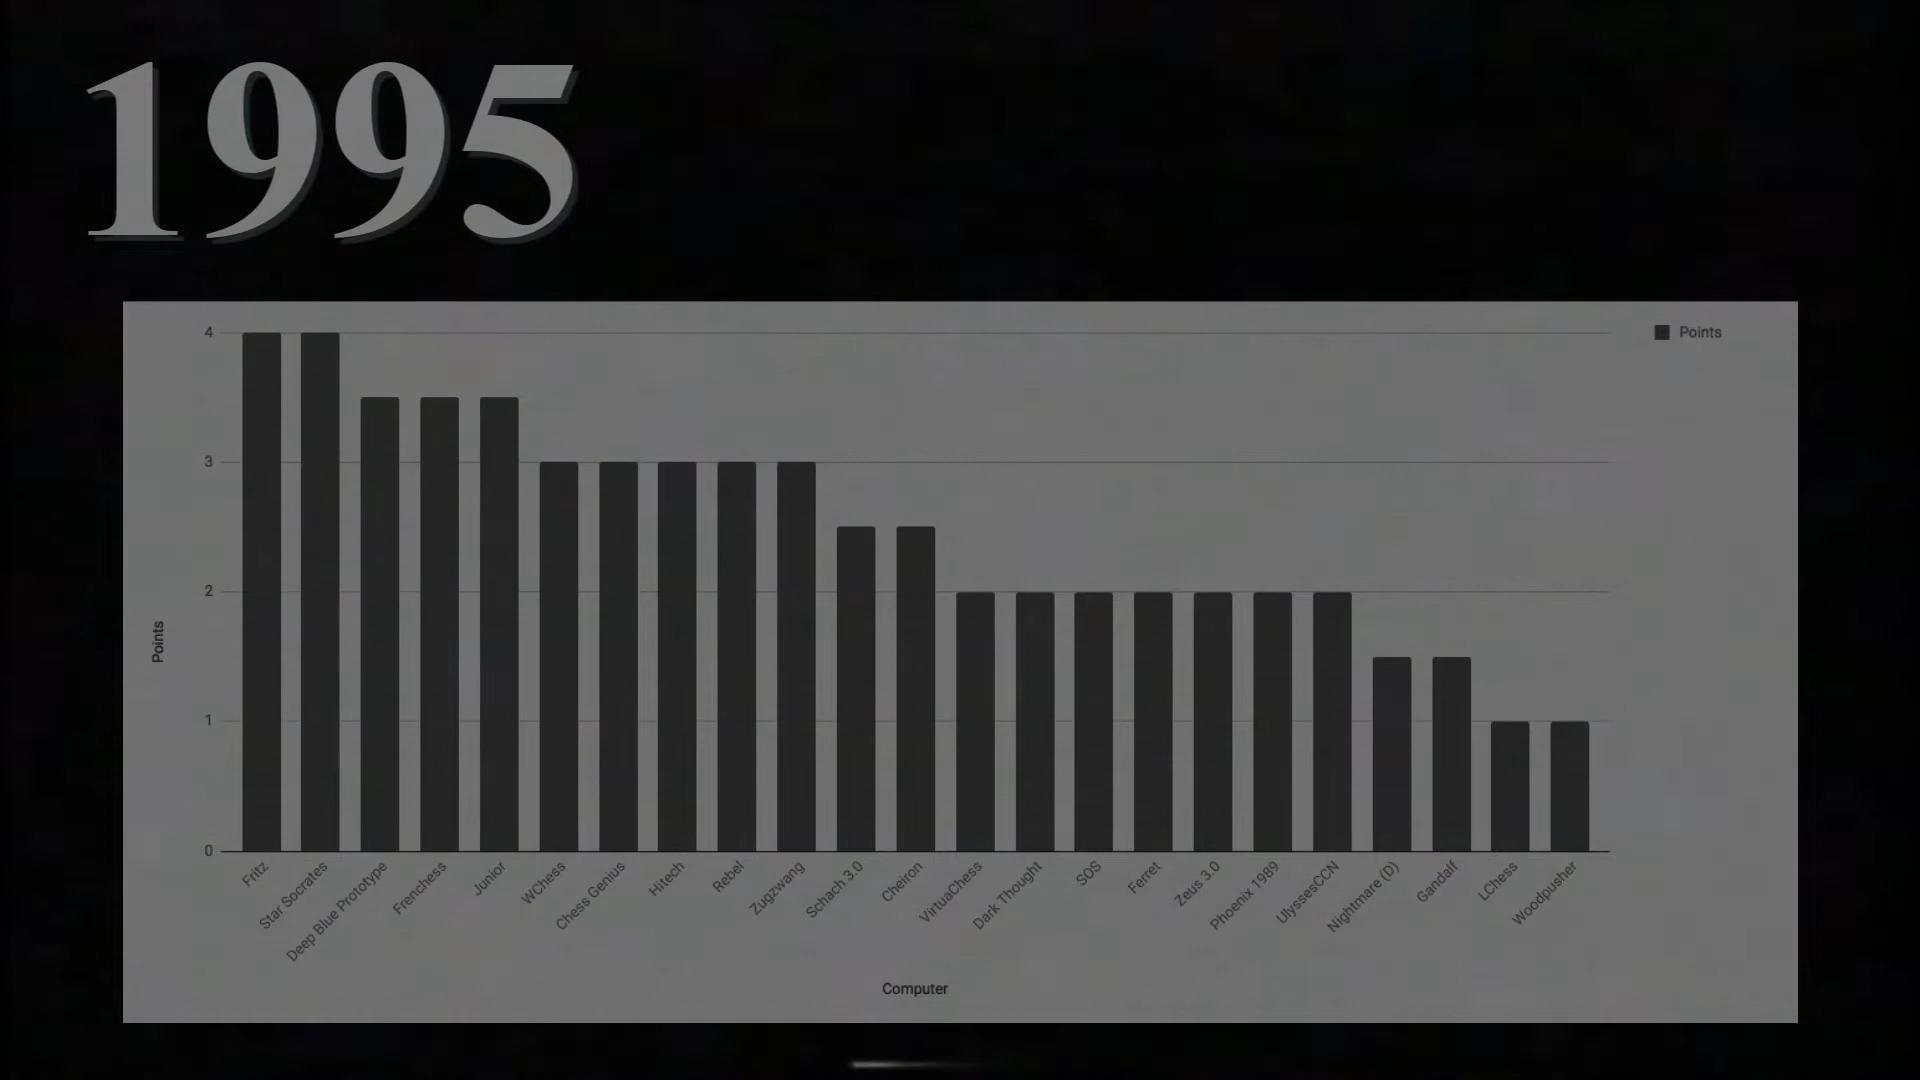 1995
Points
4
3
2
1
0
Points
Fritz
Star Socrates
Deep Blue Prototype
Frenchess
Junior
WChess
Chess Genius
Hitech
Rebel
Zugzwang
Schach 3.0
Cheiron
VirtuaChess
Dark Thought
SOS
Ferret
Zeus 3.0
Phoenix 1989
UlyssesCCN
Nightmare (D)
Gandalf
LChess
Woodpusher
Computer